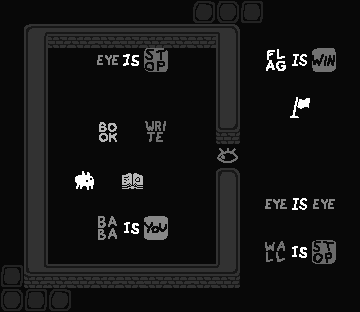 EYE IS STOP
FLAG IS WIN
BOOK WRITE
EYE IS EYE
BABA IS YOU
WALL IS STOP